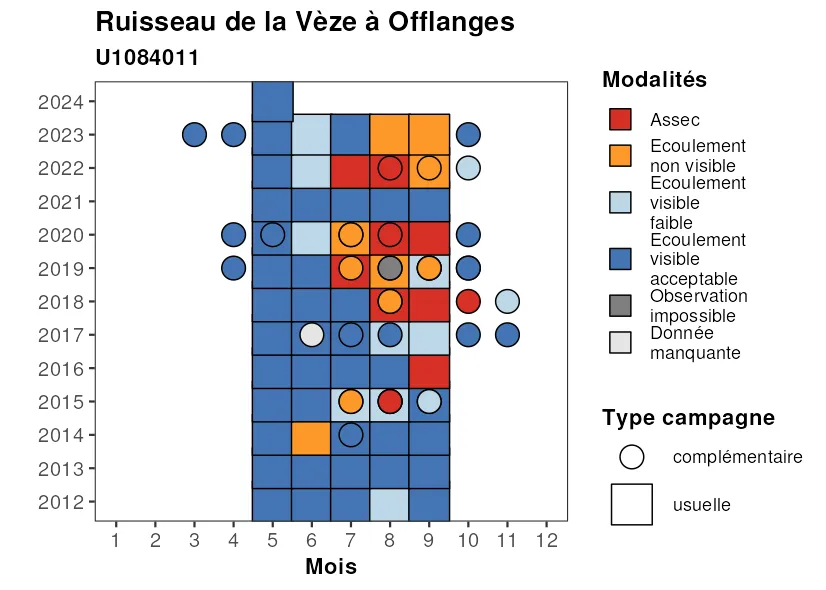 Ruisseau de la Vèze à Offlanges
U1084011
2024
2023
2022
2021
2020
2019
2018
2017
2016
2015
2014
2013
2012
1 2 3 4 5 6 7 8 9 10 11 12
Mois
Modalités
Assec
Ecoulement
non visible
Ecoulement
visible
faible
Ecoulement
visible
acceptable
Observation
impossible
Donnée
manquante
Type campagne
complémentaire
usuelle